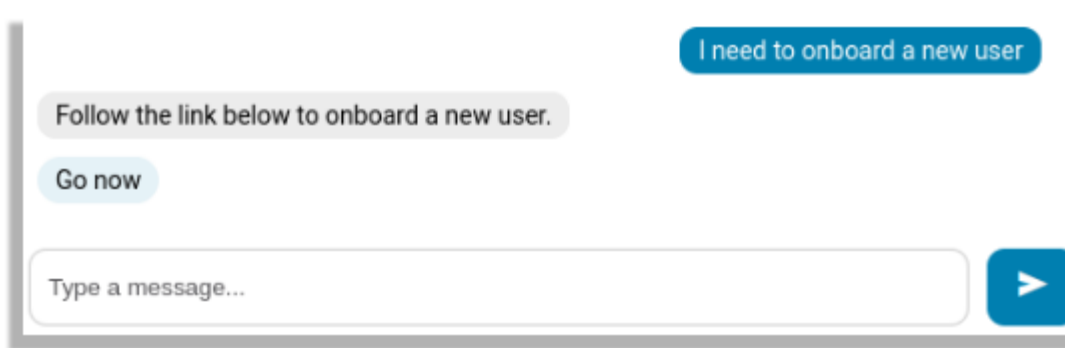 I need to onboard a new user
Follow the link below to onboard a new user.
Go now
Type a message...